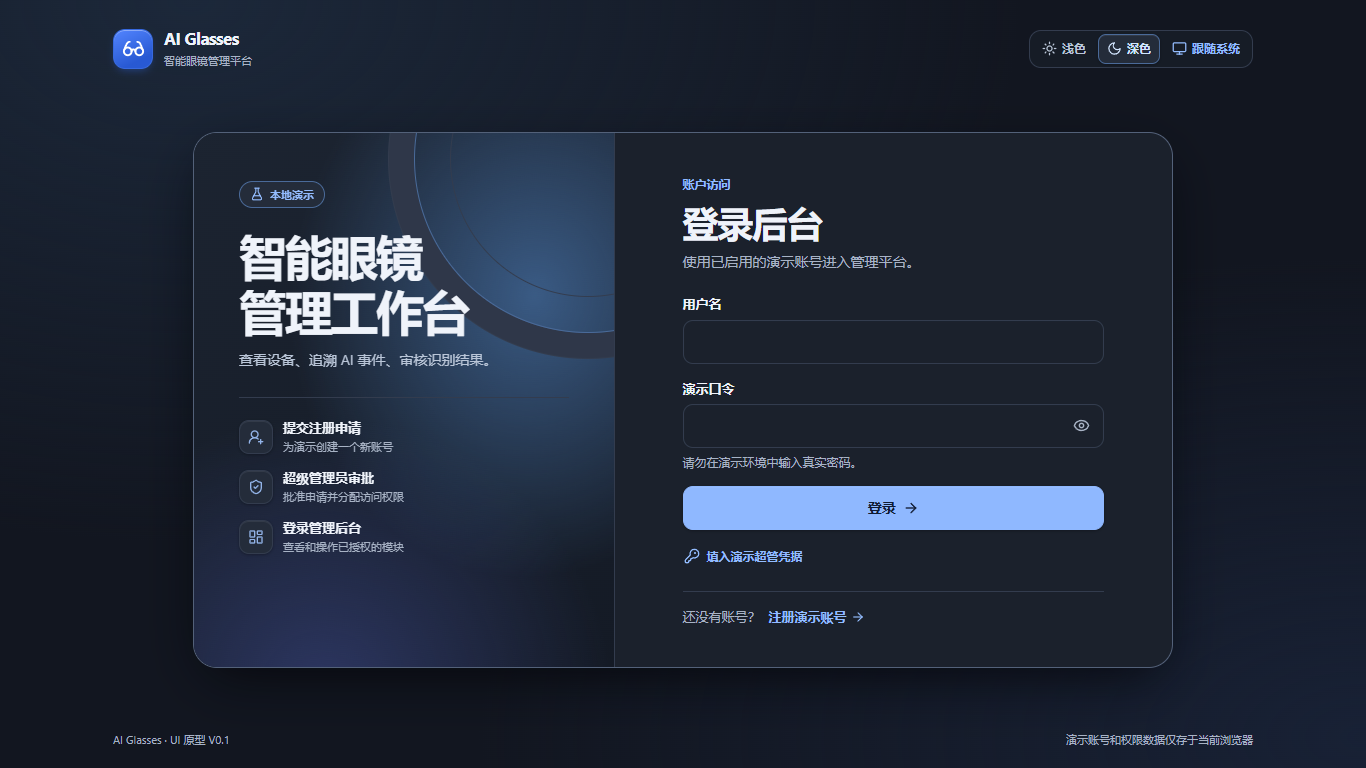 AI Glasses
智能眼镜管理平台
浅色
深色
跟随系统
本地演示
智能眼镜
管理工作台
查看设备、追溯 AI 事件、审核识别结果。
提交注册申请
为演示创建一个新账号
超级管理员审批
批准申请并分配访问权限
登录管理后台
查看和操作已授权的模块
账户访问
登录后台
使用已启用的演示账号进入管理平台。
用户名
演示口令
请勿在演示环境中输入真实密码。
登录 →
填入演示超管凭据
还没有账号? 注册演示账号 →
AI Glasses · UI 原型 V0.1
演示账号和权限数据仅存于当前浏览器